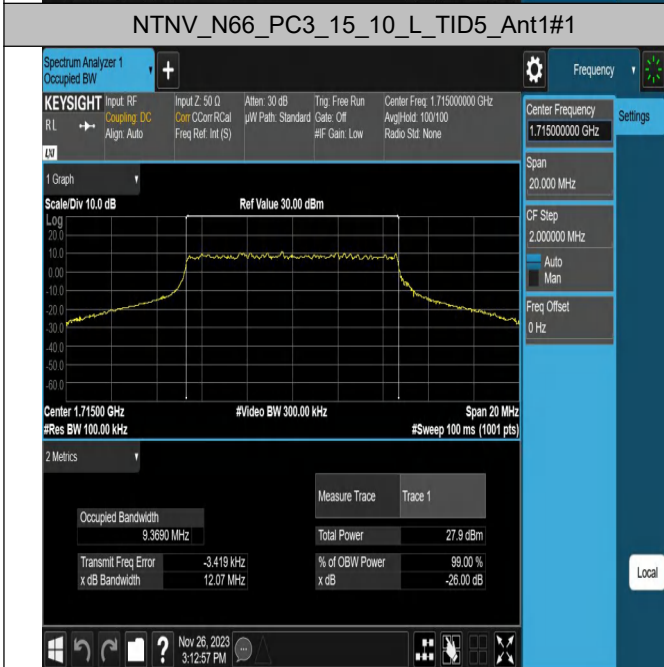 NTNV_N66_PC3_15_10_L_TID5_Ant1#1
Spectrum Analyzer 1
Occupied BW
+
Frequency
KEYSIGHT
RL
LXI
Input: RF
Coupling: DC
Align: Auto
Input Z: 50 Ω
Corr CCorr RCal
Freq Ref: Int (S)
Atten: 30 dB
µW Path: Standard
Trig: Free Run
Gate: Off
#IF Gain: Low
Center Freq: 1.715000000 GHz
Avg|Hold: 100/100
Radio Std: None
Center Frequency
1.715000000 GHz
Settings
Span
20.000 MHz
CF Step
2.000000 MHz
Auto
Man
Freq Offset
0 Hz
1 Graph
Scale/Div 10.0 dB
Ref Value 30.00 dBm
Log
20.0
10.0
0.00
-10.0
-20.0
-30.0
-40.0
-50.0
-60.0
Center 1.71500 GHz
#Video BW 300.00 kHz
Span 20 MHz
#Res BW 100.00 kHz
#Sweep 100 ms (1001 pts)
2 Metrics
Measure Trace
Trace 1
Occupied Bandwidth
9.3690 MHz
Total Power
27.9 dBm
Transmit Freq Error
-3.419 kHz
% of OBW Power
99.00 %
x dB Bandwidth
12.07 MHz
x dB
-26.00 dB
Local
?
Nov 26, 2023
3:12:57 PM